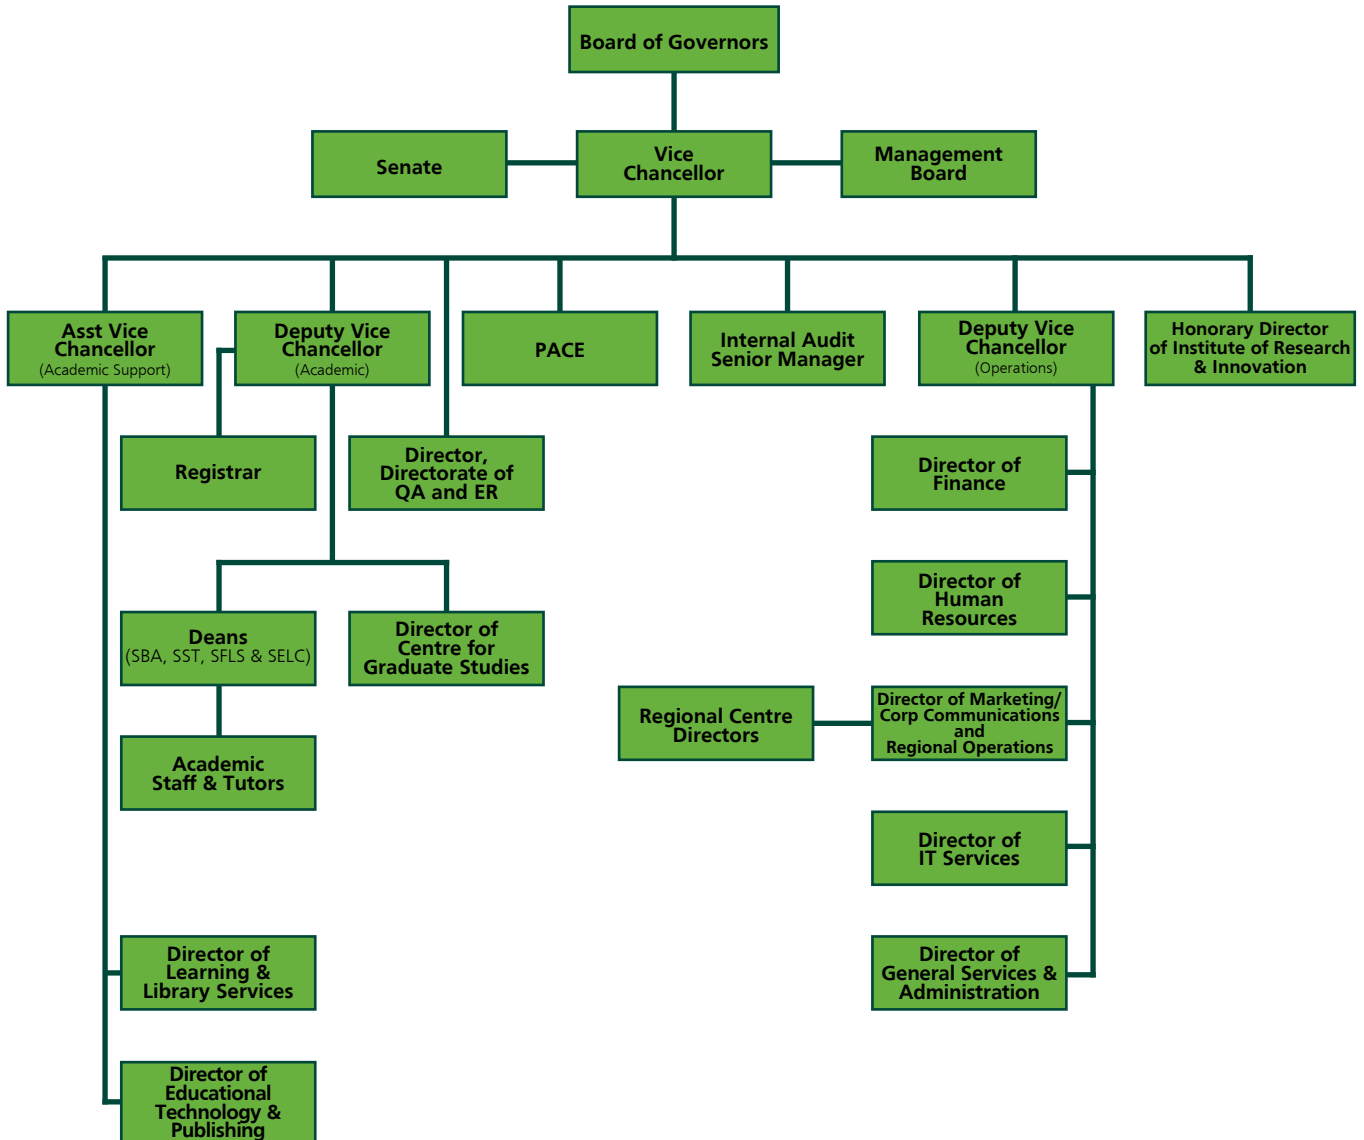 Board of Governors
Senate
Vice
Chancellor
Management
Board
Asst Vice
Chancellor
(Academic Support)
Deputy Vice
Chancellor
(Academic)
PACE
Internal Audit
Senior Manager
Deputy Vice
Chancellor
(Operations)
Honorary Director
of Institute of Research
& Innovation
Registrar
Director,
Directorate of
QA and ER
Director of
Finance
Deans
(SBA, SST, SFLS & SELC)
Director of
Centre for
Graduate Studies
Director of
Human
Resources
Academic
Staff & Tutors
Regional Centre
Directors
Director of Marketing/
Corp Communications
and
Regional Operations
Director of
IT Services
Director of
Learning &
Library Services
Director of
General Services &
Administration
Director of
Educational
Technology &
Publishing